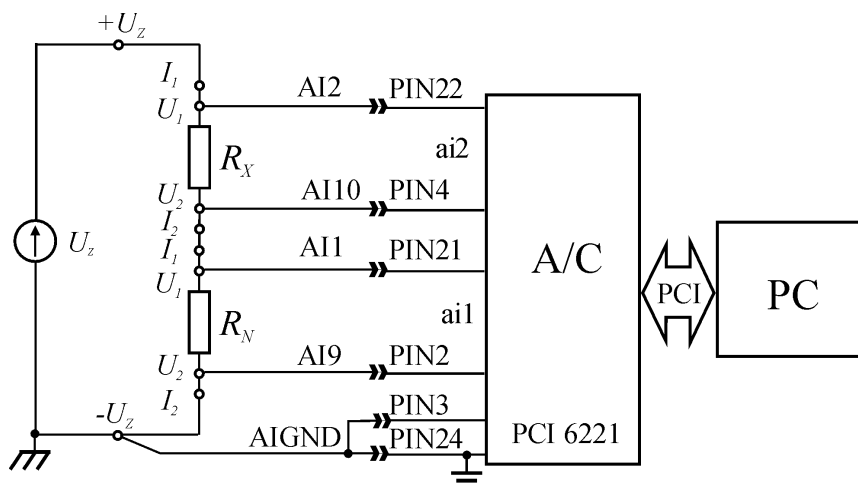 +U_Z
I_1
AI2
PIN22
U_1
R_X
ai2
U_2
AI10
PIN4
I_2
U_Z
I_1
AI1
PIN21
A/C
U_1
PCI
PC
R_N
ai1
U_2
AI9
PIN2
I_2
-U_Z
PIN3
AIGND
PIN24
PCI 6221